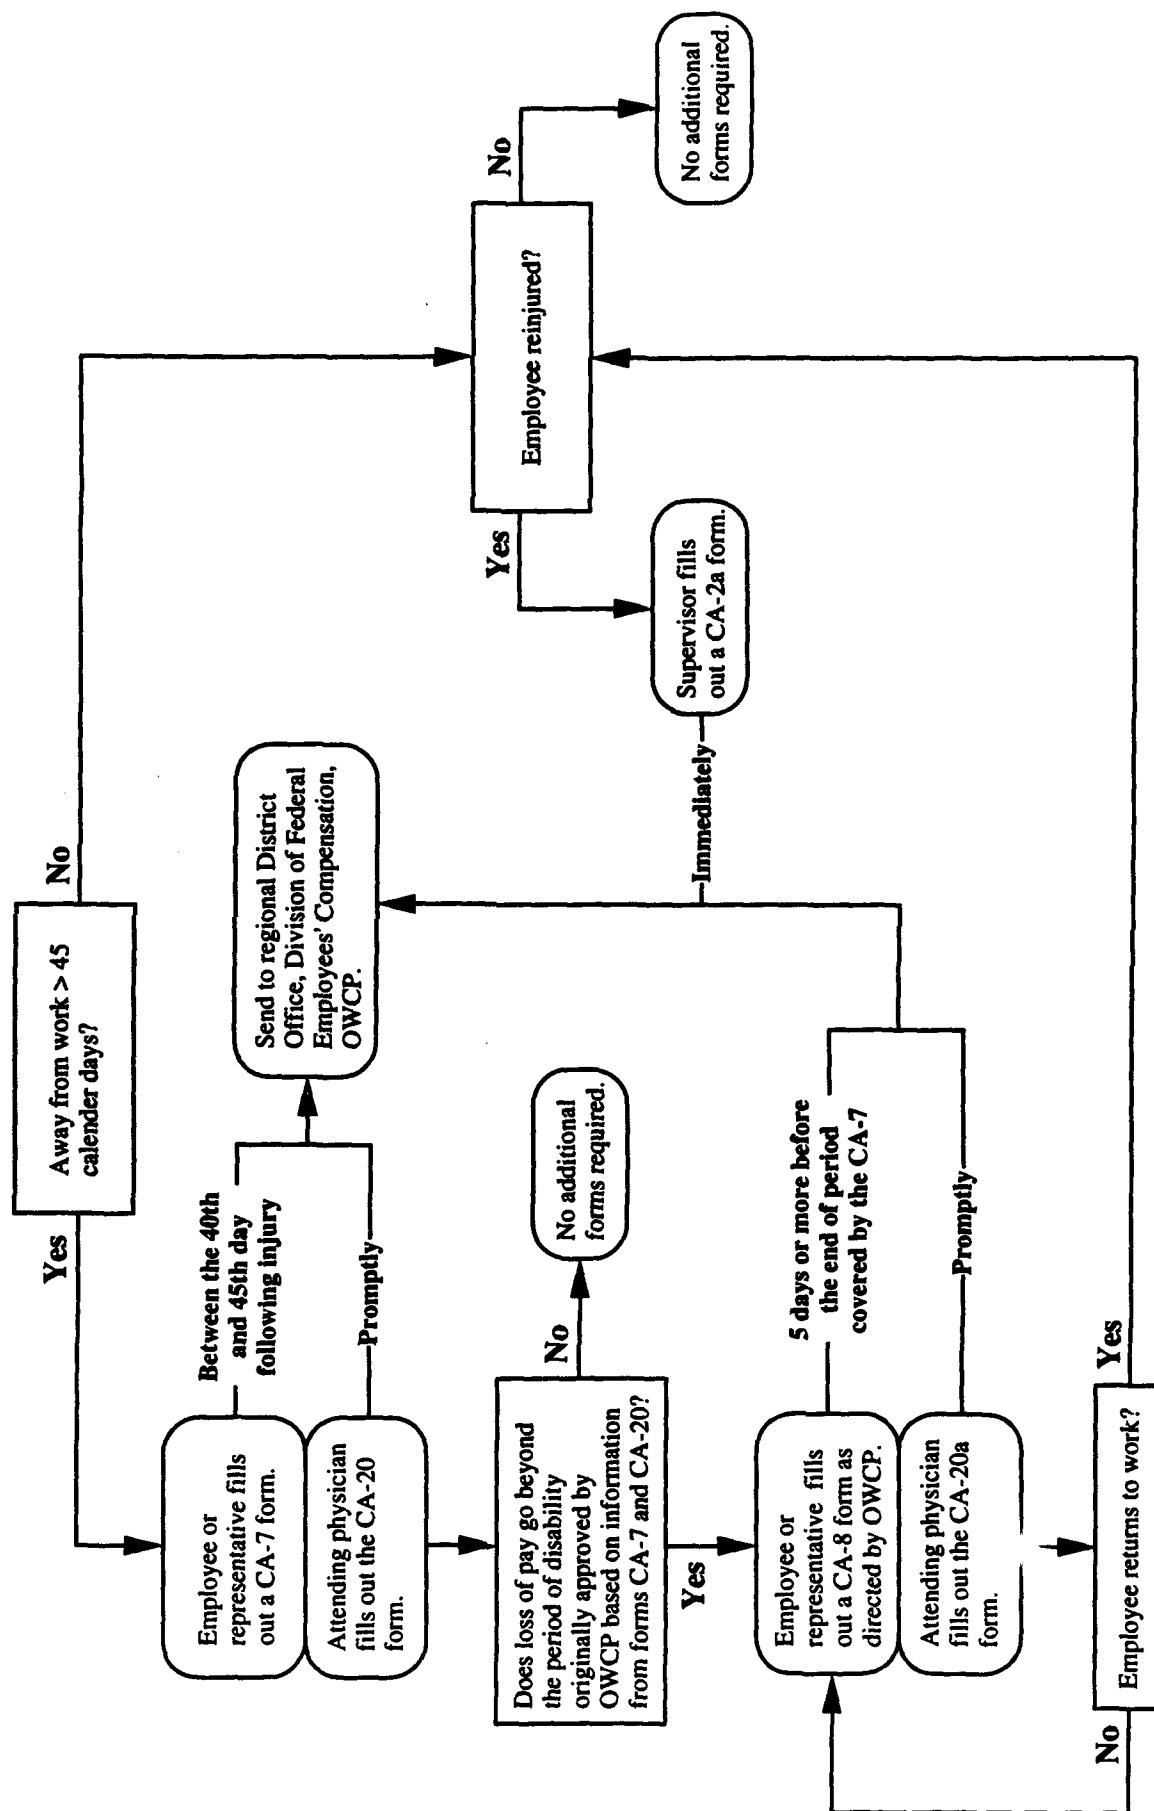 Away from work > 45
calender days?
Yes
No
Between the 40th
and 45th day
following injury
Promptly
Employee or
representative fills
out a CA-7 form.
Attending physician
fills out the CA-20
form.
Send to regional District
Office, Division of Federal
Employees' Compensation,
OWCP.
Does loss of pay go beyond
the period of disability
originally approved by
OWCP based on information
from forms CA-7 and CA-20?
No
No additional
forms required.
Yes
Employee or
representative fills
out a CA-8 form as
directed by OWCP.
Attending physician
fills out the CA-20a
form.
5 days or more before
the end of period
covered by the CA-7
Promptly
Employee returns to work?
No
Yes
Employee reinjured?
Yes
No
Supervisor fills
out a CA-2a form.
Immediately
No additional
forms required.